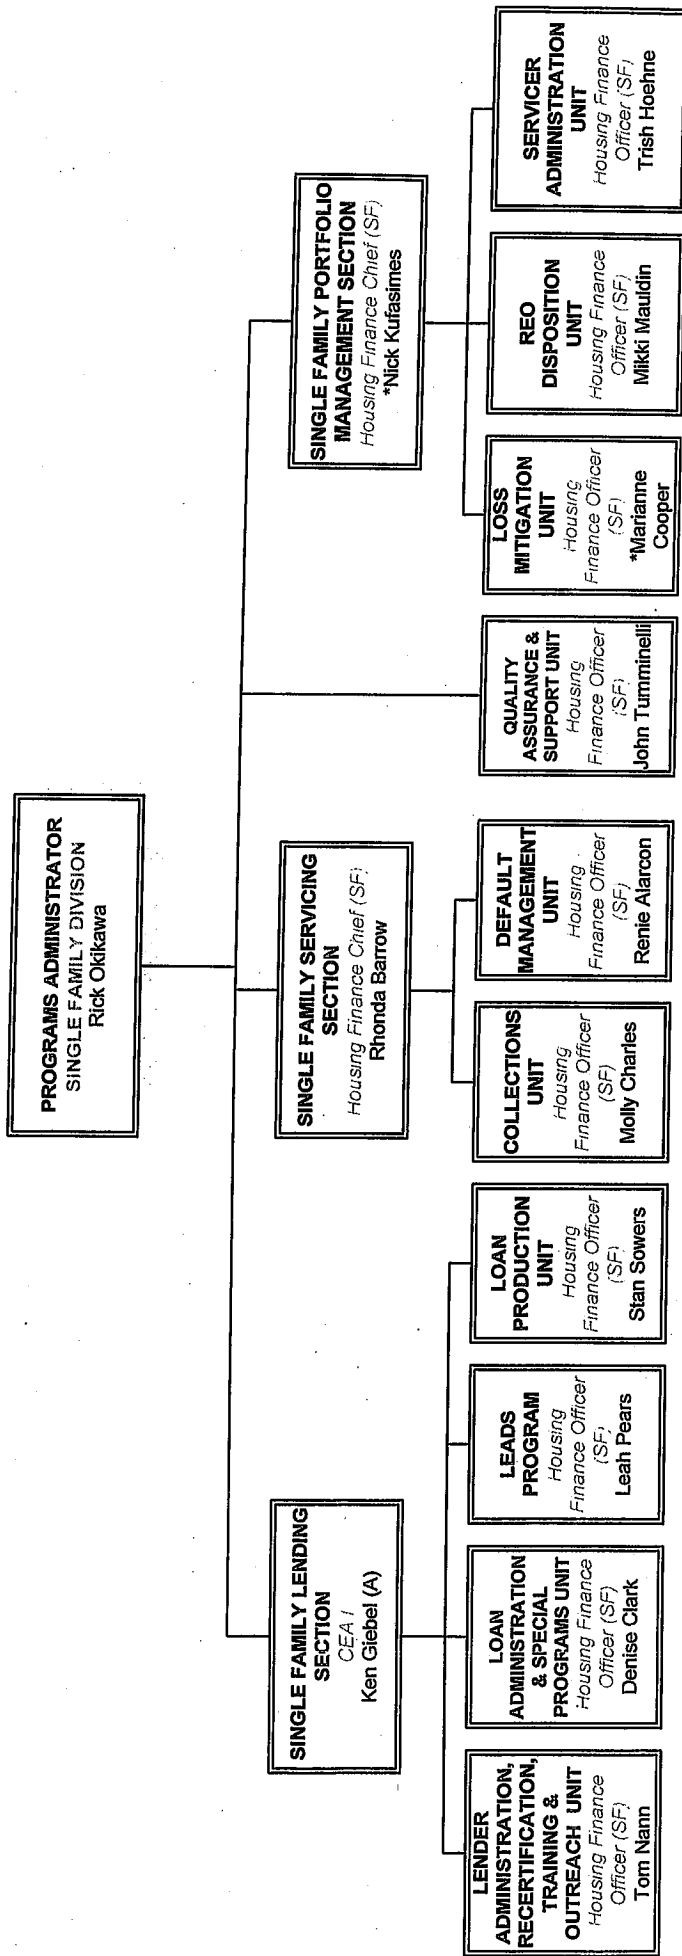 PROGRAMS ADMINISTRATOR
SINGLE FAMILY DIVISION
Rick Okikawa
SINGLE FAMILY LENDING
SECTION
CEA I
Ken Giebel (A)
SINGLE FAMILY SERVICING
SECTION
Housing Finance Chief (SF)
Rhonda Barrow
SINGLE FAMILY PORTFOLIO
MANAGEMENT SECTION
Housing Finance Chief (SF)
*Nick Kufasimes
LENDER
ADMINISTRATION,
RECERTIFICATION,
TRAINING &
OUTREACH UNIT
Housing Finance
Officer (SF)
Tom Nann
LOAN
ADMINISTRATION
& SPECIAL
PROGRAMS UNIT
Housing Finance
Officer (SF)
Denise Clark
LEADS
PROGRAM
Housing
Finance Officer
(SF)
Leah Pears
LOAN
PRODUCTION
UNIT
Housing
Finance Officer
(SF)
Stan Sowers
COLLECTIONS
UNIT
Housing
Finance Officer
(SF)
Molly Charles
DEFAULT
MANAGEMENT
UNIT
Housing
Finance Officer
(SF)
Renie Alarcon
QUALITY
ASSURANCE &
SUPPORT UNIT
Housing
Finance Officer
(SF)
John Tumminelli
LOSS
MITIGATION
UNIT
Housing
Finance Officer
(SF)
*Marianne
Cooper
REO
DISPOSITION
UNIT
Housing Finance
Officer (SF)
Mikki Mauldin
SERVICER
ADMINISTRATION
UNIT
Housing Finance
Officer (SF)
Trish Hoehne